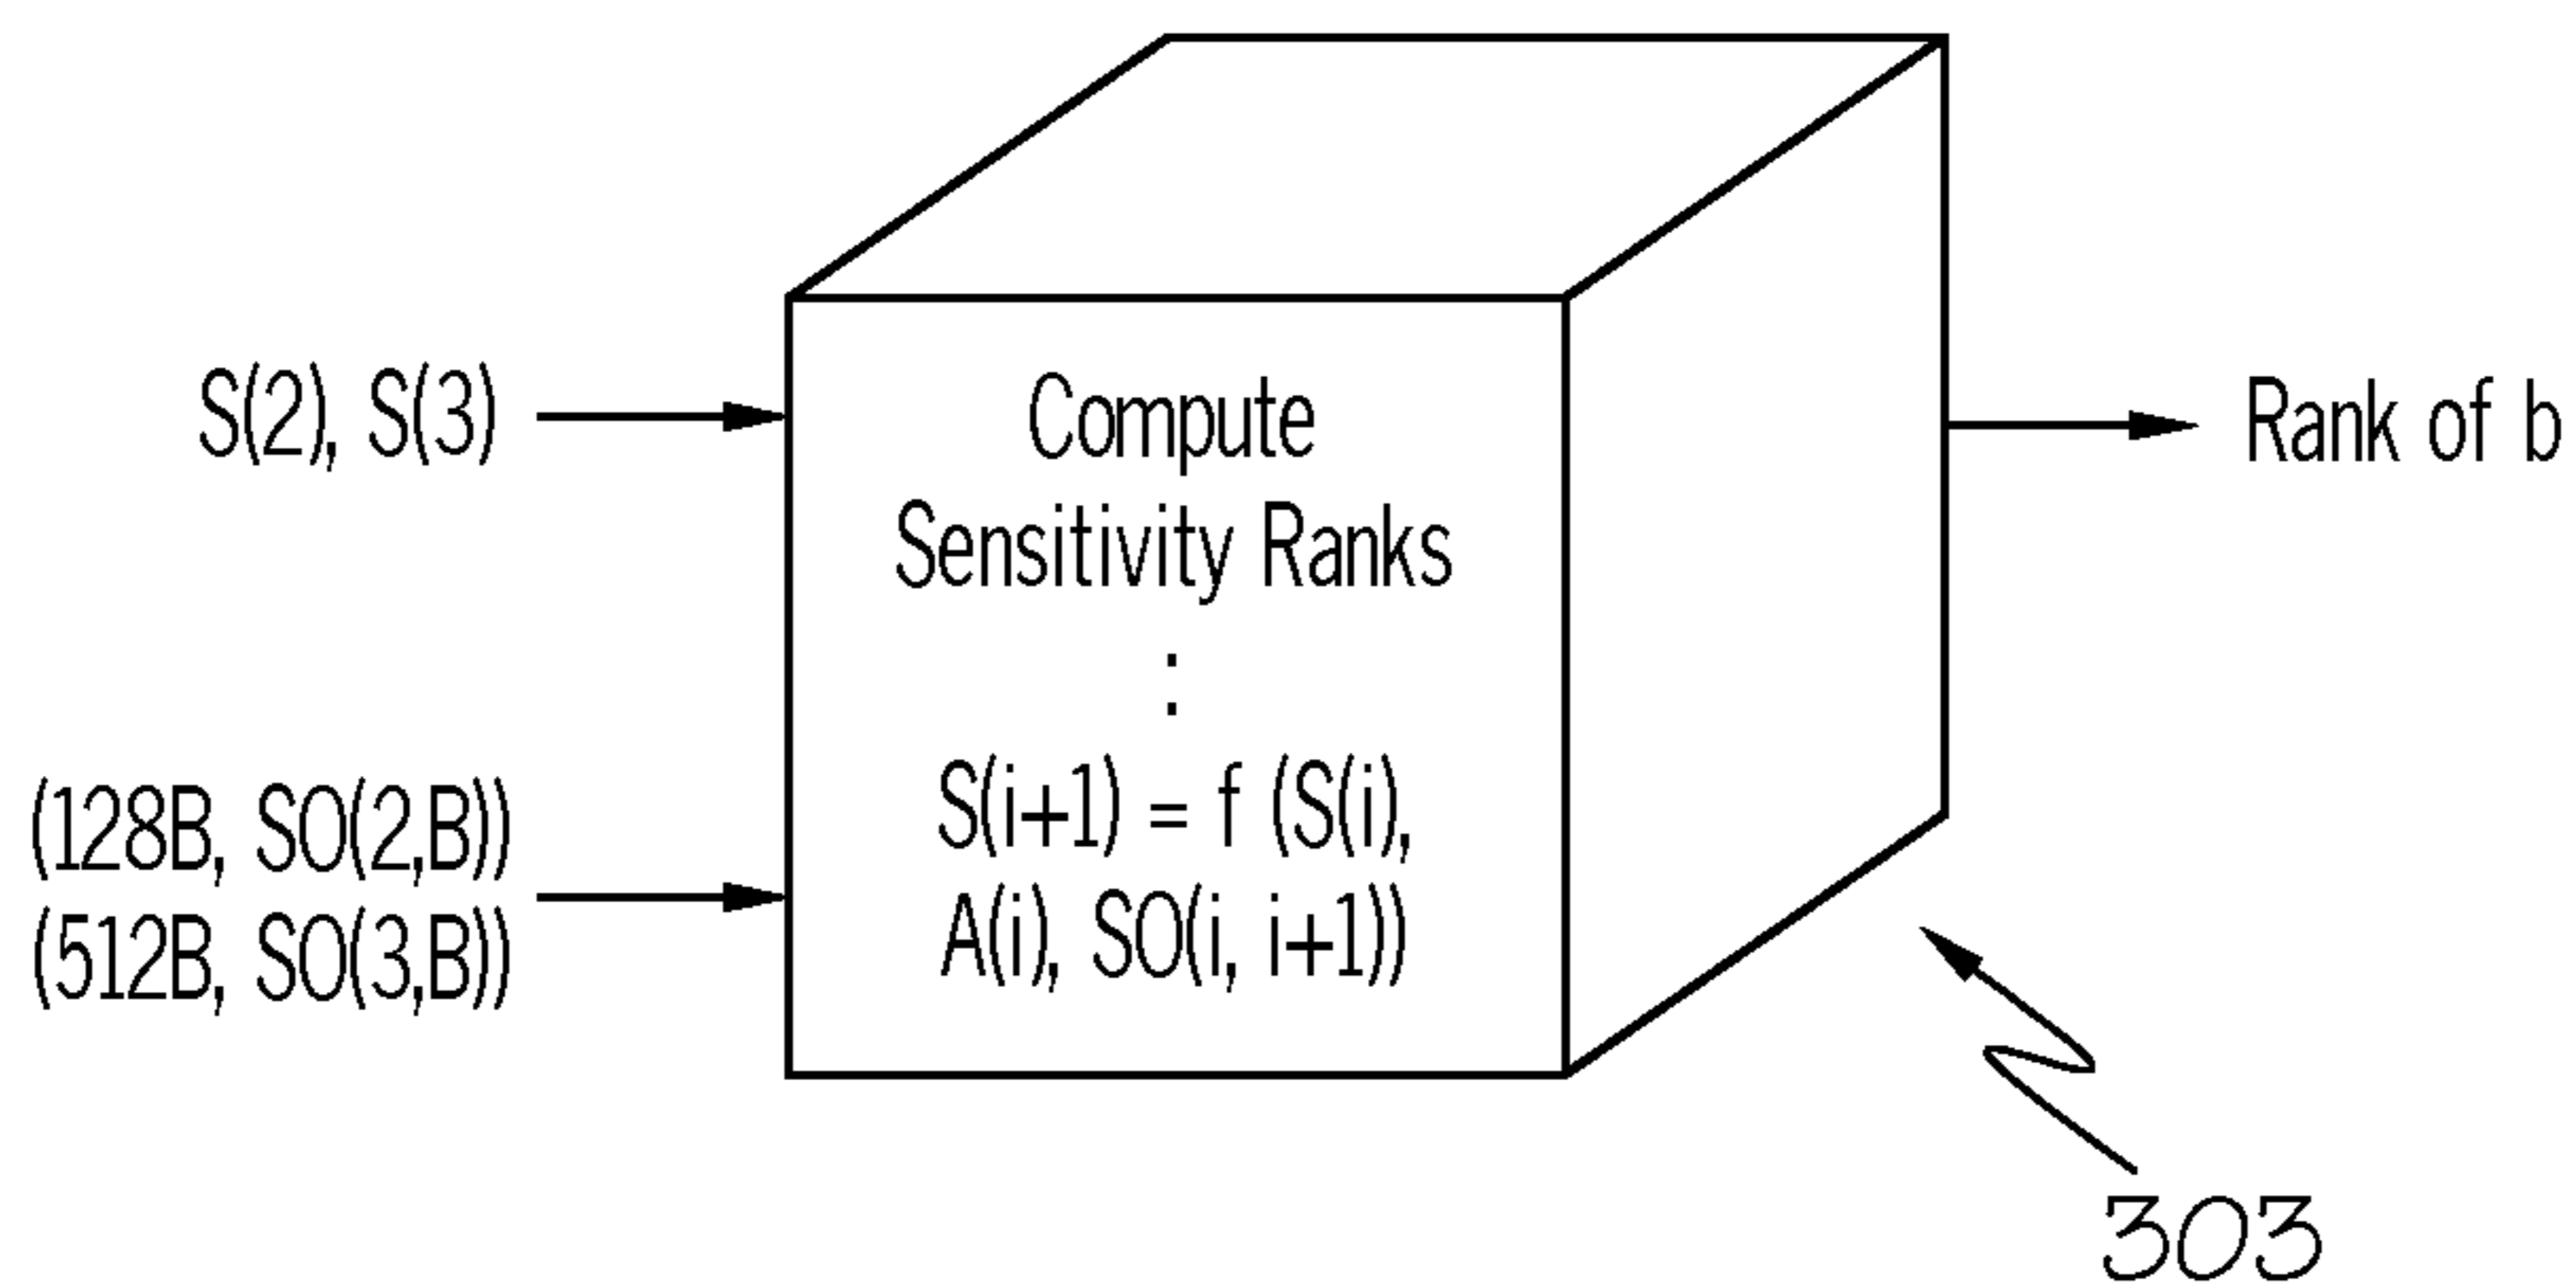 S(2), S(3)
(128B, SO(2,B))
(512B, SO(3,B))
Compute
Sensitivity Ranks
:
S(i+1) = f (S(i),
A(i), SO(i, i+1))
Rank of b
303